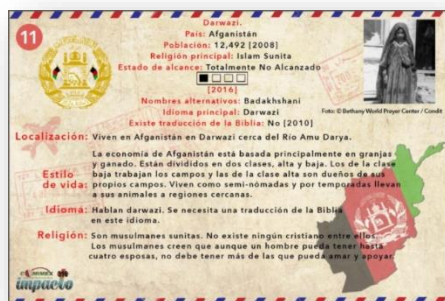 11
Darwazi.
País: Afganistán
Población: 12,492 [2008]
Religión principal: Islam Sunita
Estado de alcance: Totalmente No Alcanzado
[2016]
Nombres alternativos: Badakhshani
Idioma principal: Darwazi
Existe traducción de la Biblia: No [2010]
Foto: © Bethany World Prayer Center / Condit
Localización: Viven en Afganistán en Darwazi cerca del Río Amu Darya.
Estilo de vida: La economía de Afganistán está basada principalmente en granjas
y ganado. Están divididos en dos clases, alta y baja. Los de la clase
baja trabajan los campos y las de la clase alta son dueños de sus
propios campos. Viven como semi-nómadas y por temporadas llevan
a sus animales a regiones cercanas.
Idioma: Hablan darwazi. Se necesita una traducción de la Biblia
en este idioma.
Religión: Son musulmanes sunitas. No existe ningún cristiano entre ellos.
Los musulmanes creen que aunque un hombre pueda tener hasta
cuatro esposas, no debe tener más de las que pueda amar y apoyar.
impacto